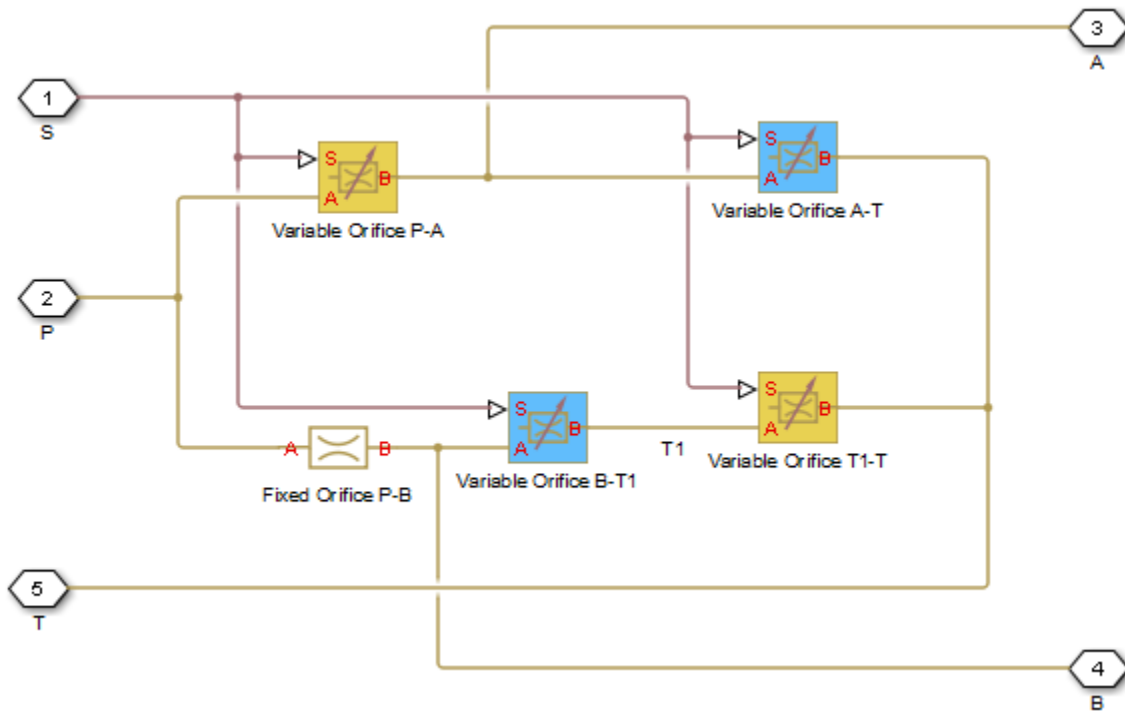 3
A
1
S
S
A
B
Variable Orifice P-A
S
A
B
Variable Orifice A-T
2
P
S
A
B
Variable Orifice T1-T
S
A
B
Variable Orifice B-T1
T1
A
B
Fixed Orifice P-B
5
T
4
B